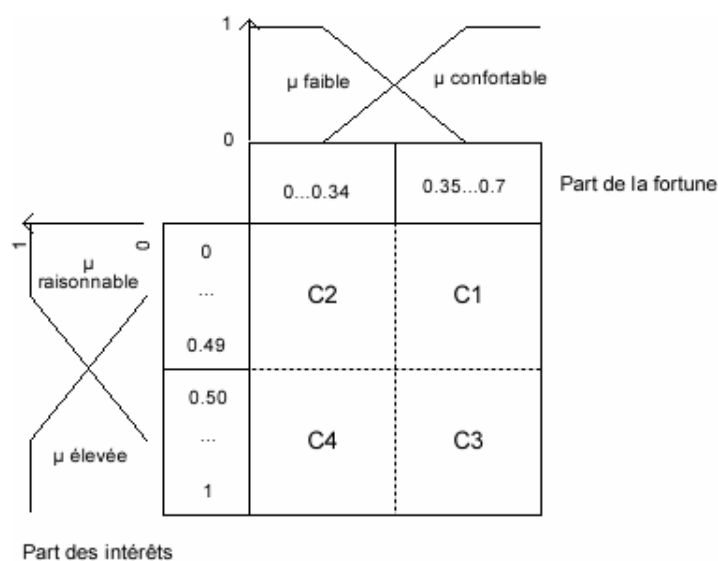 1
µ faible
µ confortable
0
0...0.34
0.35...0.7
Part de la fortune
1
0
µ
raisonnable
0
...
0.49
C2
C1
0.50
...
1
C4
C3
µ élevée
Part des intérêts